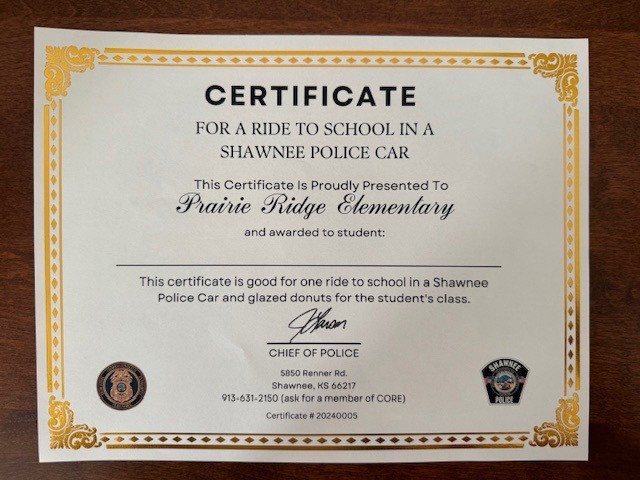 CERTIFICATE
FOR A RIDE TO SCHOOL IN A
SHAWNEE POLICE CAR
This Certificate Is Proudly Presented To
Prairie Ridge Elementary
and awarded to student:
This certificate is good for one ride to school in a Shawnee
Police Car and glazed donuts for the student's class.
CHIEF OF POLICE
5850 Renner Rd.
Shawnee, KS 66217
913-631-2150 (ask for a member of CORE)
Certificate # 20240005
SHAWNEE
POLICE